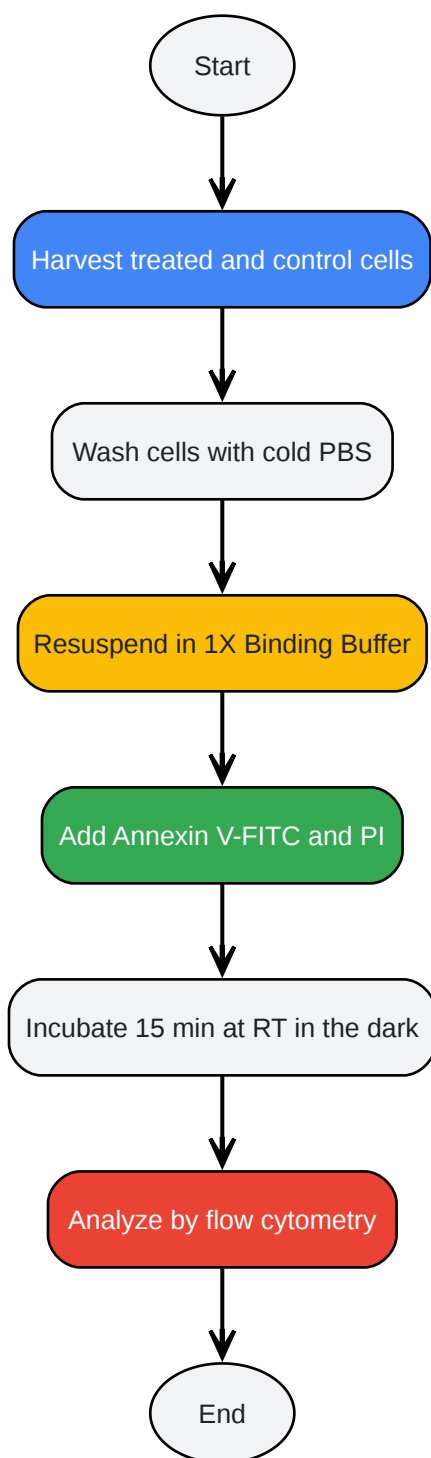 Start
Harvest treated and control cells
Wash cells with cold PBS
Resuspend in 1X Binding Buffer
Add Annexin V-FITC and PI
Incubate 15 min at RT in the dark
Analyze by flow cytometry
End